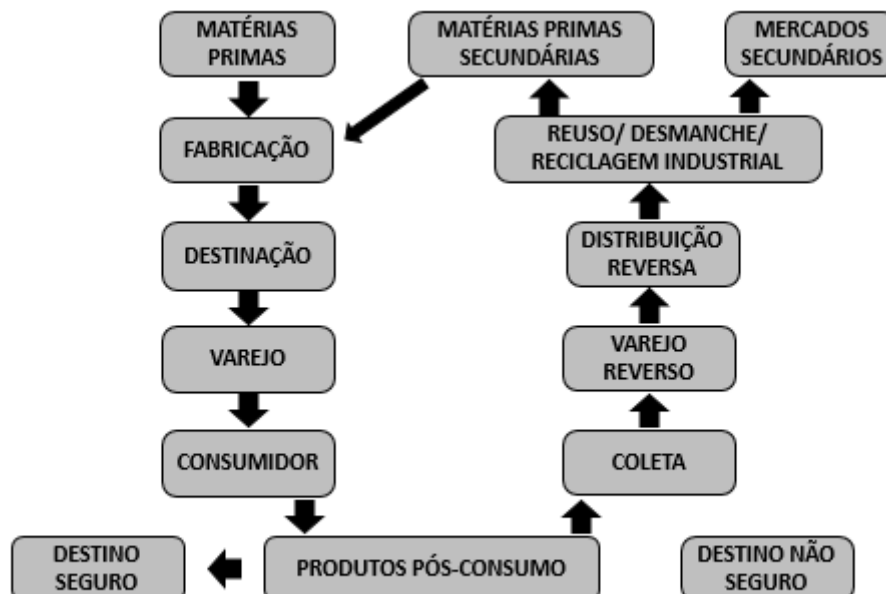 MATÉRIAS
PRIMAS
MATÉRIAS PRIMAS
SECUNDÁRIAS
MERCADOS
SECUNDÁRIOS
FABRICAÇÃO
REUSO/ DESMANCHE/
RECICLAGEM INDUSTRIAL
DESTINAÇÃO
DISTRIBUIÇÃO
REVERSA
VAREJO
VAREJO
REVERSO
CONSUMIDOR
COLETA
DESTINO
SEGURO
PRODUTOS PÓS-CONSUMO
DESTINO NÃO
SEGURO